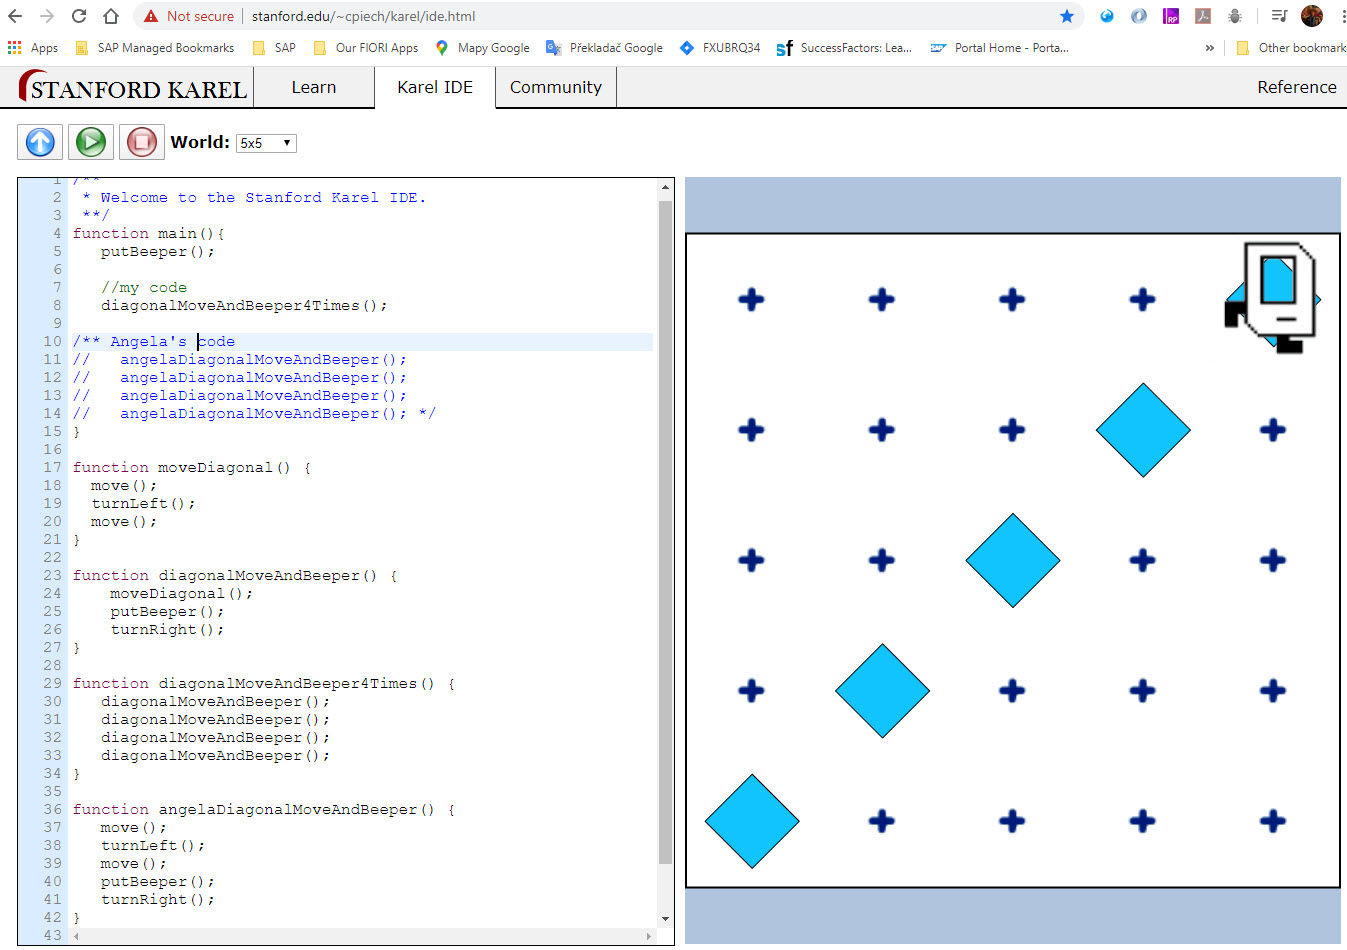 Not secure | stanford.edu/~cpiech/karel/ide.html
Apps SAP Managed Bookmarks SAP Our FIORI Apps Mapy Google Překladač Google FXUBRQ34 SuccessFactors: Lea... Portal Home - Porta... » Other bookmark
STANFORD KAREL Learn Karel IDE Community Reference
World: 5x5
1 /**
2 * Welcome to the Stanford Karel IDE.
3 **/
4 function main(){
5 putBeeper();
6
7 //my code
8 diagonalMoveAndBeeper4Times();
9
10 /** Angela's code
11 // angelaDiagonalMoveAndBeeper();
12 // angelaDiagonalMoveAndBeeper();
13 // angelaDiagonalMoveAndBeeper();
14 // angelaDiagonalMoveAndBeeper(); */
15 }
16
17 function moveDiagonal() {
18 move();
19 turnLeft();
20 move();
21 }
22
23 function diagonalMoveAndBeeper() {
24 moveDiagonal();
25 putBeeper();
26 turnRight();
27 }
28
29 function diagonalMoveAndBeeper4Times() {
30 diagonalMoveAndBeeper();
31 diagonalMoveAndBeeper();
32 diagonalMoveAndBeeper();
33 diagonalMoveAndBeeper();
34 }
35
36 function angelaDiagonalMoveAndBeeper() {
37 move();
38 turnLeft();
39 move();
40 putBeeper();
41 turnRight();
42 }
43